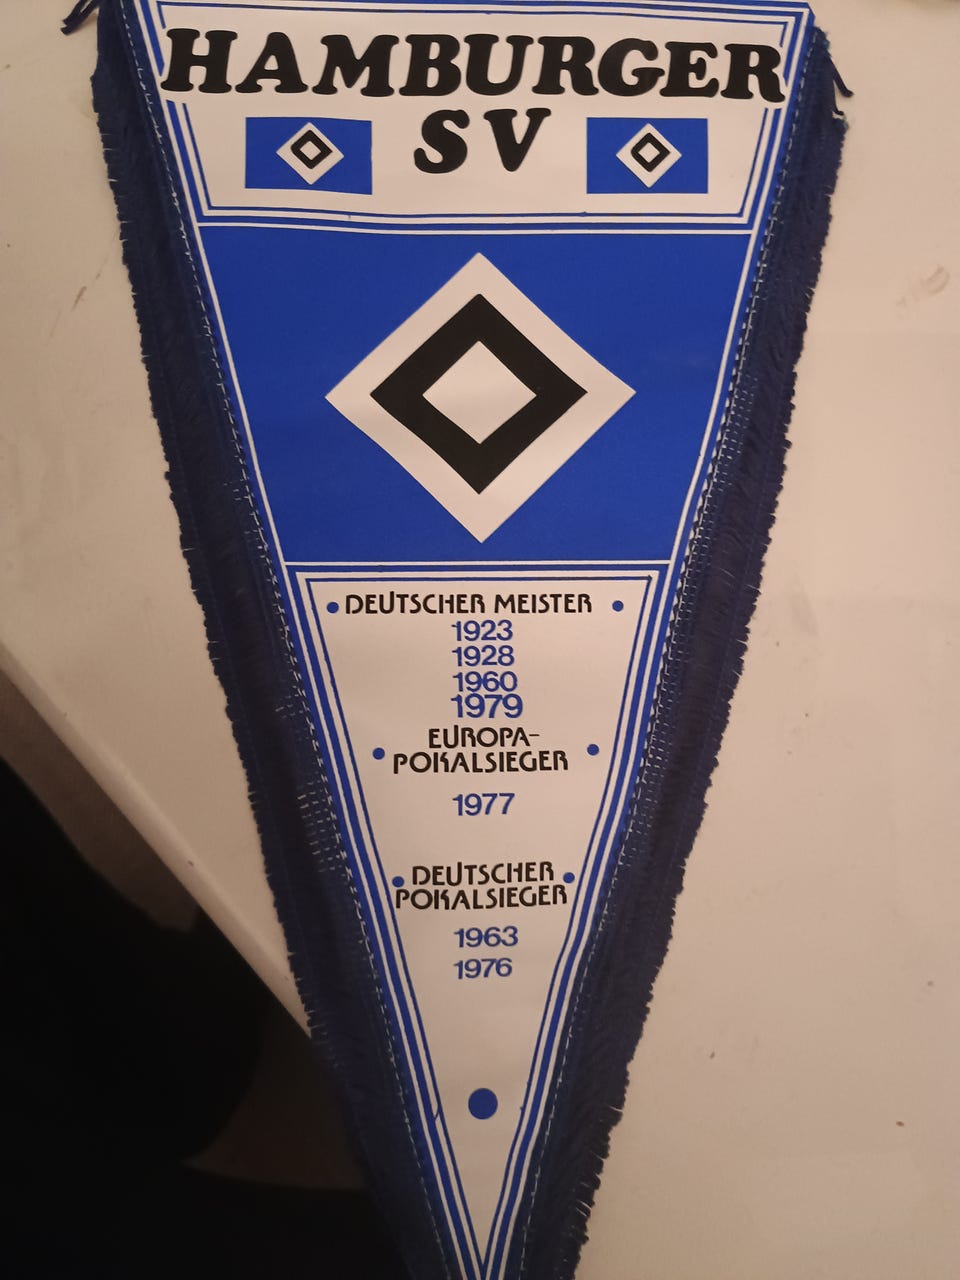 HAMBURGER
SV
DEUTSCHER MEISTER
1923
1928
1960
1979
EUROPA-
POKALSIEGER
1977
DEUTSCHER
POKALSIEGER
1963
1976